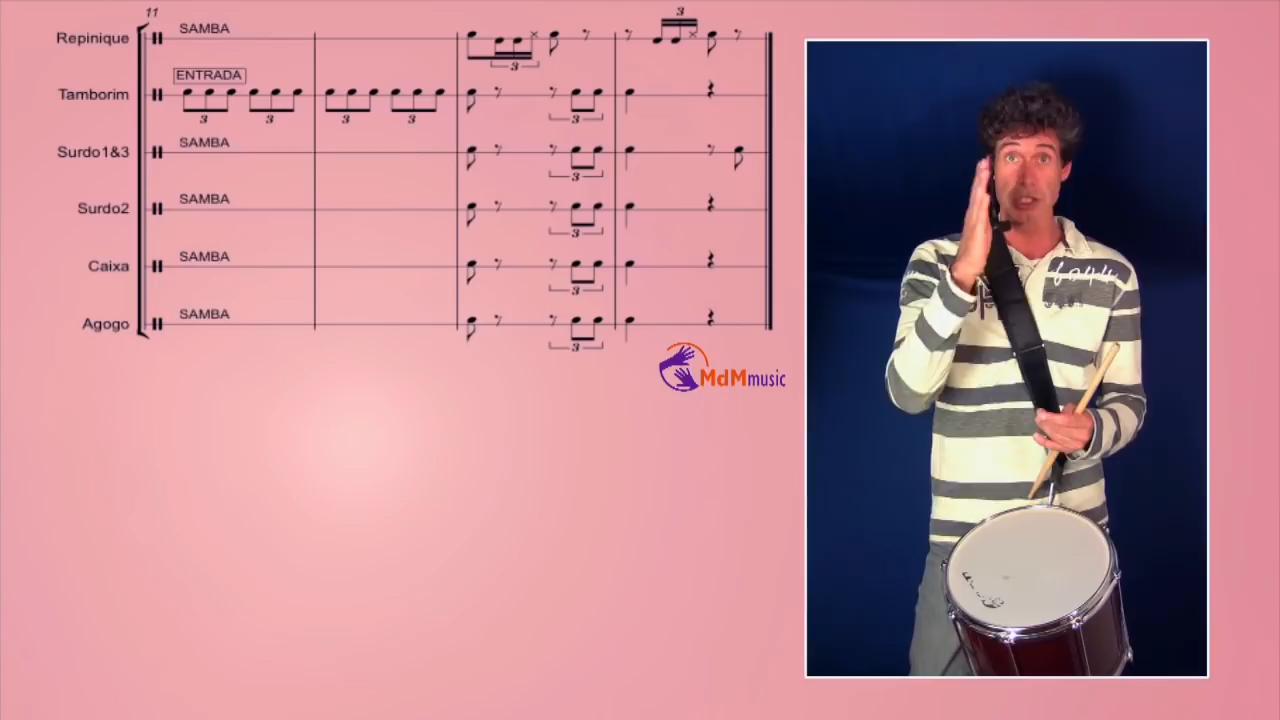 11
SAMBA
3
Repinique
3
ENTRADA
Tamborim
3 3 3 3 3
SAMBA
Surdo1&3
3
SAMBA
Surdo2
3
SAMBA
Caixa
3
SAMBA
Agogo
3
MdMmusic